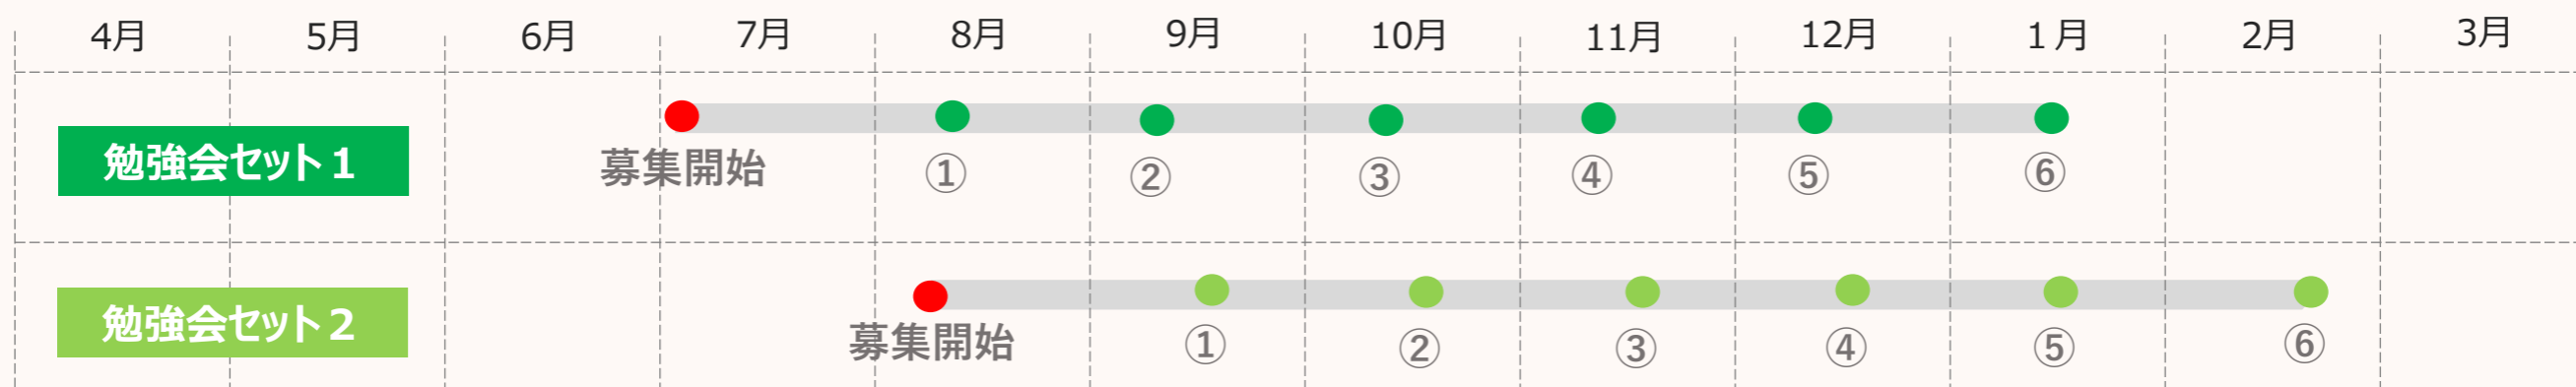 4月 5月 6月 7月 8月 9月 10月 11月 12月 1月 2月 3月
勉強会セット1
募集開始 ① ② ③ ④ ⑤ ⑥
勉強会セット2
募集開始 ① ② ③ ④ ⑤ ⑥